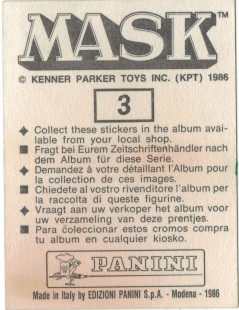 MASK™
© KENNER PARKER TOYS INC. (KPT) 1986
3
◆ Collect these stickers in the album avai-
lable from your local shop.
■ Fragt bei Eurem Zeitschriftenhändler nach
dem Album für diese Serie.
◆ Demandez à votre détaillant l'Album pour
la collection de ces images.
■ Chiedete al vostro rivenditore l'album per
la raccolta di queste figurine.
◆ Vraagt aan uw verkoper het album voor
uw verzameling van deze prentjes.
■ Para coleccionar estos cromos compra
tu album en cualquier kiosko.
PANINI
Made in Italy by EDIZIONI PANINI S.p.A. - Modena - 1986